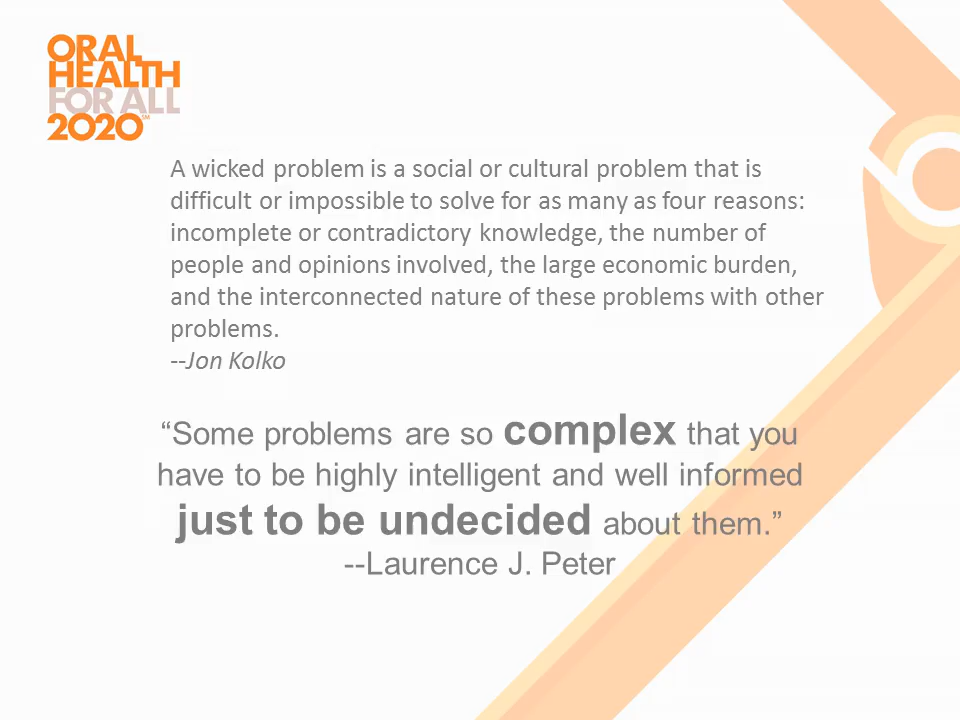 ORAL
HEALTH
FOR ALL
2020℠
A wicked problem is a social or cultural problem that is
difficult or impossible to solve for as many as four reasons:
incomplete or contradictory knowledge, the number of
people and opinions involved, the large economic burden,
and the interconnected nature of these problems with other
problems.
--Jon Kolko
“Some problems are so complex that you
have to be highly intelligent and well informed
just to be undecided about them.”
--Laurence J. Peter